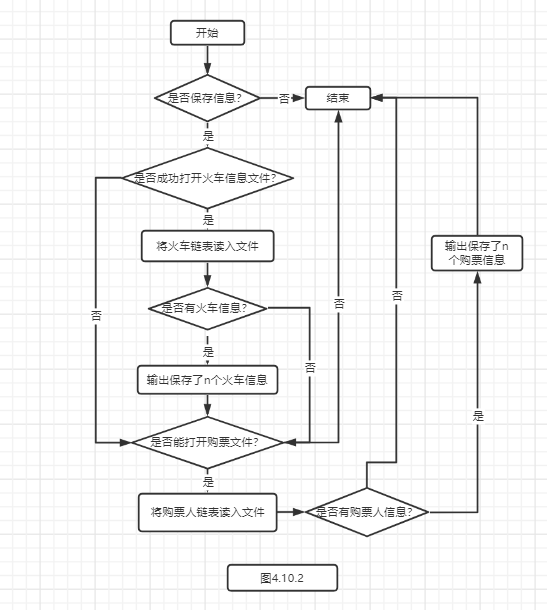 开始
是否保存信息?
否
结束
是
是否成功打开火车信息文件?
是
将火车链表读入文件
输出保存了n
个购票信息
是否有火车信息?
否
否
否
是
否
输出保存了n个火车信息
是
是否能打开购票文件?
是
将购票人链表读入文件
是否有购票人信息?
图4.10.2